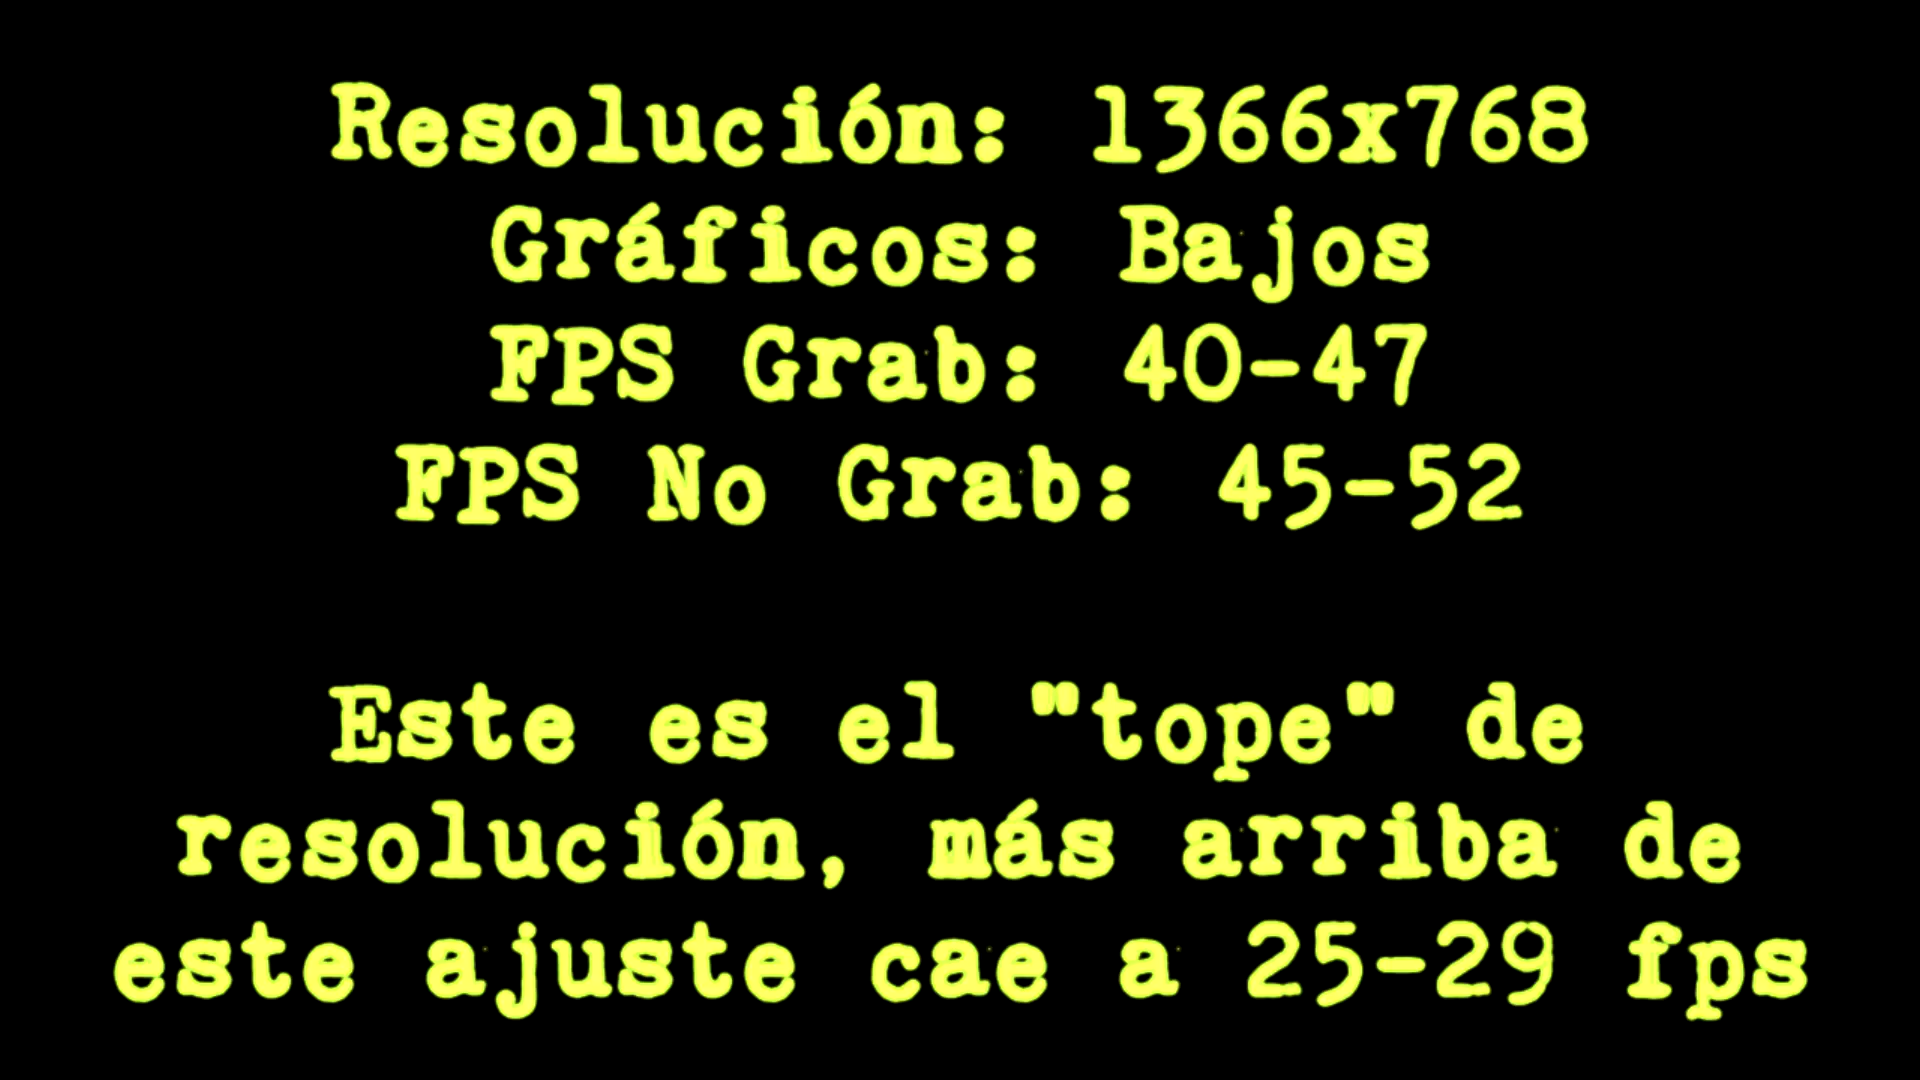 Resolución: 1366x768
Gráficos: Bajos
FPS Grab: 40-47
FPS No Grab: 45-52
Este es el "tope" de
resolución, más arriba de
este ajuste cae a 25-29 fps